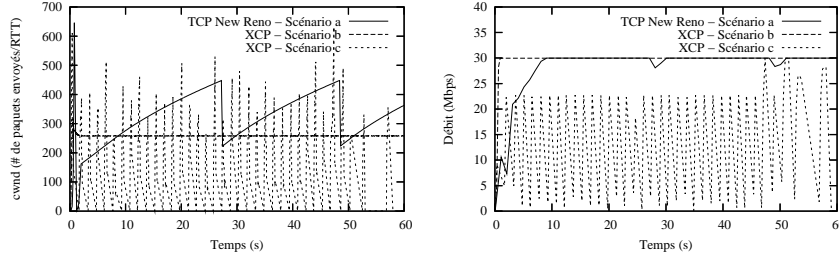 TCP New Reno – Scénario a
XCP – Scénario b
XCP – Scénario c
cwnd (# de paquets envoyés/RTT)
700
600
500
400
300
200
100
0
0 10 20 30 40 50 60
Temps (s)
TCP New Reno – Scénario a
XCP – Scénario b
XCP – Scénario c
Débit (Mbps)
40
35
30
25
20
15
10
5
0
0 10 20 30 40 50 6
Temps (s)